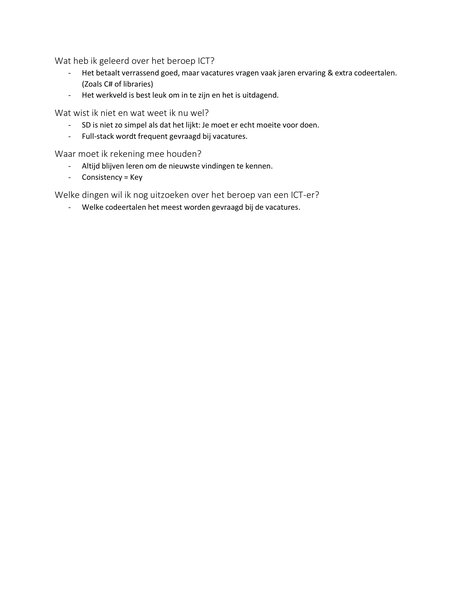 Wat heb ik geleerd over het beroep ICT?
- Het betaalt verrassend goed, maar vacatures vragen vaak jaren ervaring & extra codeertalen.
(Zoals C# of libraries)
- Het werkveld is best leuk om in te zijn en het is uitdagend.
Wat wist ik niet en wat weet ik nu wel?
- SD is niet zo simpel als dat het lijkt: Je moet er echt moeite voor doen.
- Full-stack wordt frequent gevraagd bij vacatures.
Waar moet ik rekening mee houden?
- Altijd blijven leren om de nieuwste vindingen te kennen.
- Consistency = Key
Welke dingen wil ik nog uitzoeken over het beroep van een ICT-er?
- Welke codeertalen het meest worden gevraagd bij de vacatures.